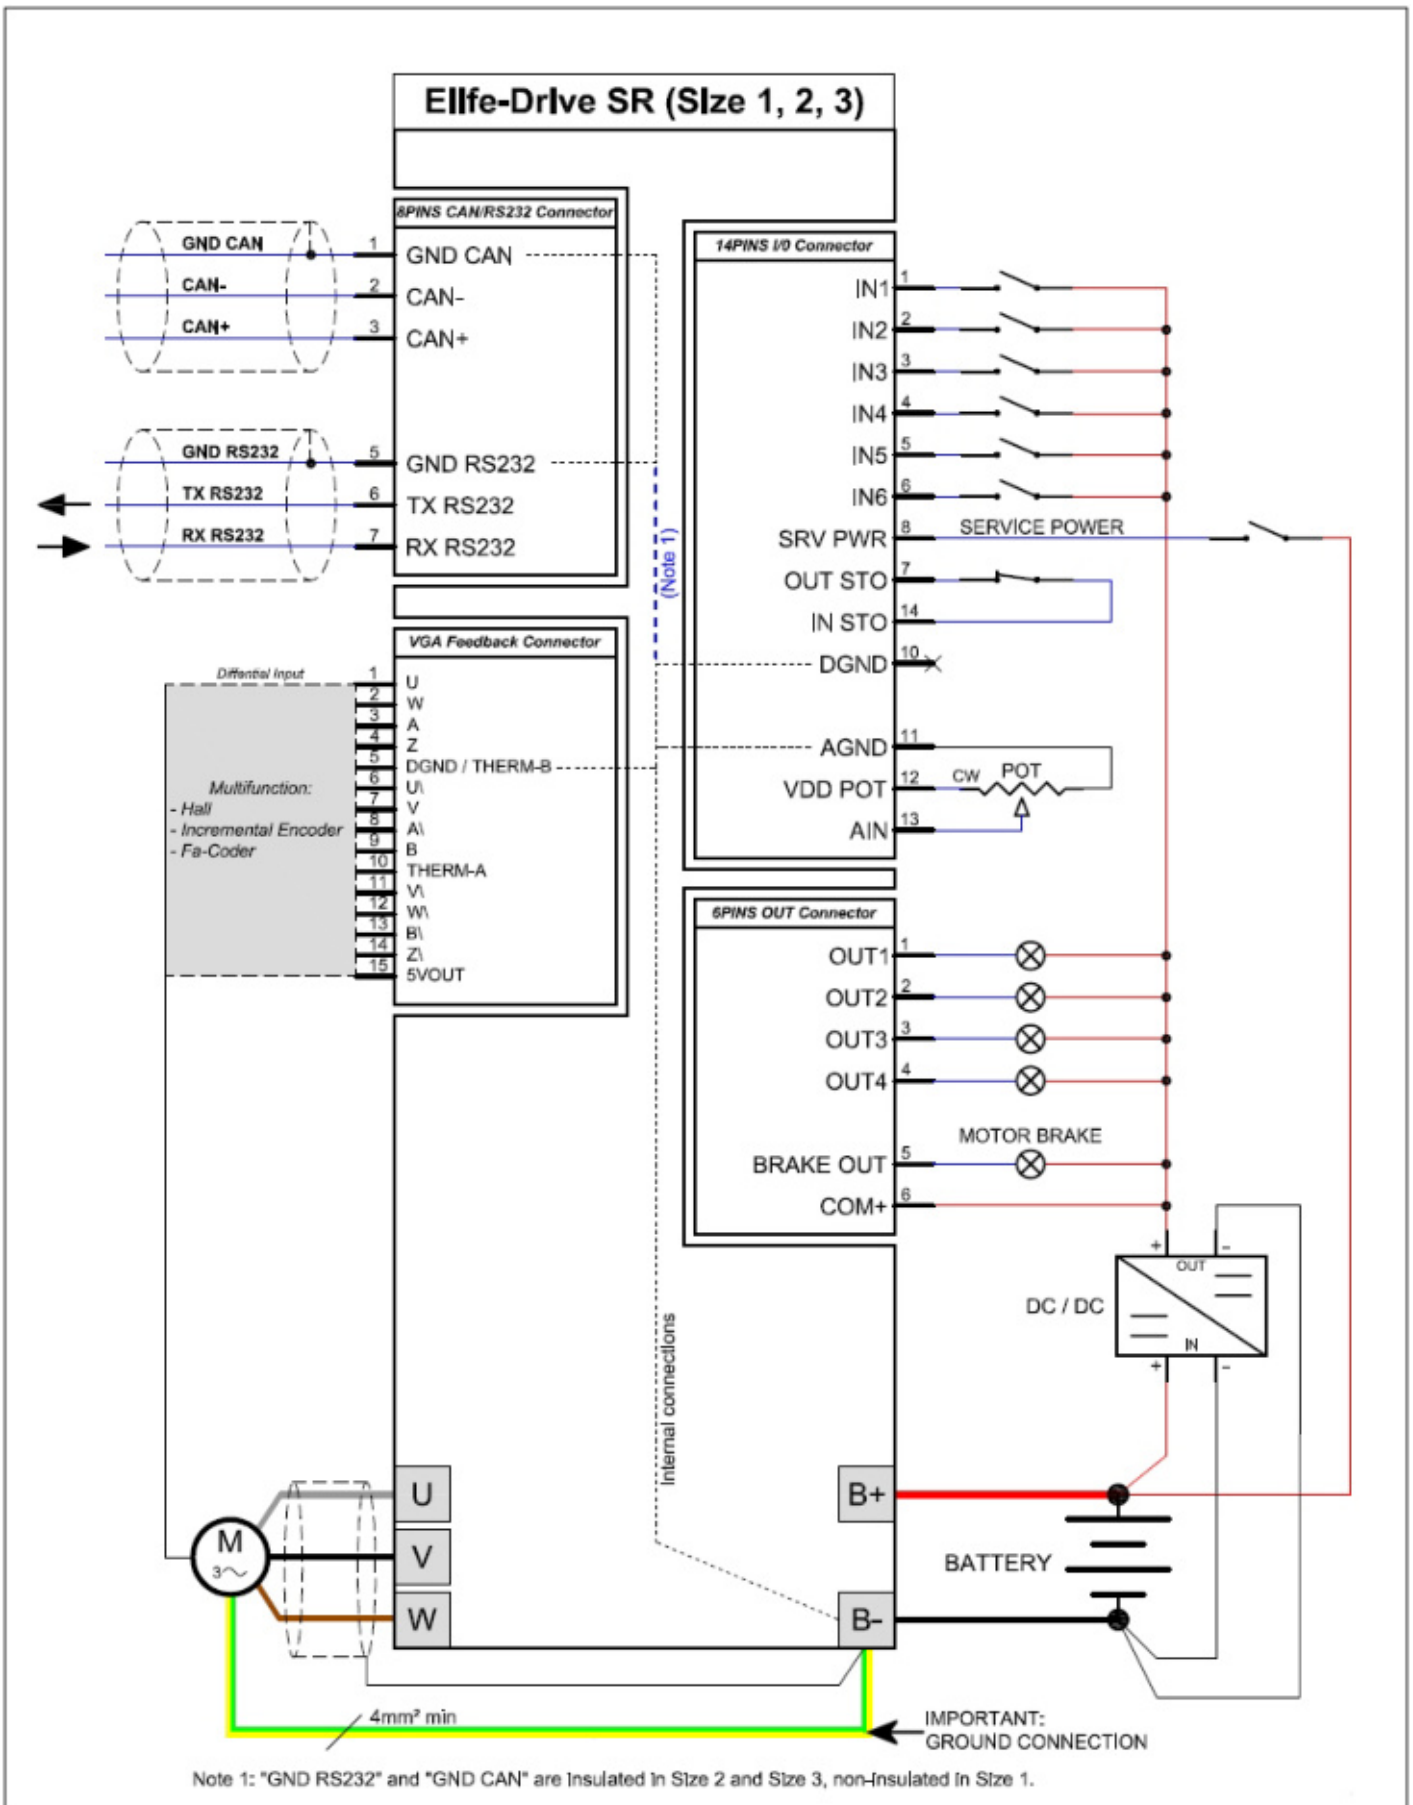 Elife-Drive SR (Size 1, 2, 3)
8PINS CAN/RS232 Connector
GND CAN 1 GND CAN
CAN- 2 CAN-
CAN+ 3 CAN+
GND RS232 5 GND RS232
TX RS232 6 TX RS232
RX RS232 7 RX RS232
(Note 1)
VGA Feedback Connector
Diffential Input
1 U
2 W
3 A
4 Z
5 DGND / THERM-B
6 U\
7 V
8 A\
9 B
10 THERM-A
11 V\
12 W\
13 B\
14 Z\
15 5VOUT
Multifunction:
- Hall
- Incremental Encoder
- Fa-Coder
14PINS I/0 Connector
IN1 1
IN2 2
IN3 3
IN4 4
IN5 5
IN6 6
SRV PWR 8 SERVICE POWER
OUT STO 7
IN STO 14
DGND 10
AGND 11
VDD POT 12 CW POT
AIN 13
6PINS OUT Connector
OUT1 1
OUT2 2
OUT3 3
OUT4 4
MOTOR BRAKE
BRAKE OUT 5
COM+ 6
+ -
OUT
DC / DC
IN
+ -
Internal connections
U
V
W
M
3~
B+
BATTERY
B-
4mm² min
IMPORTANT:
GROUND CONNECTION
Note 1: "GND RS232" and "GND CAN" are insulated in Size 2 and Size 3, non-insulated in Size 1.